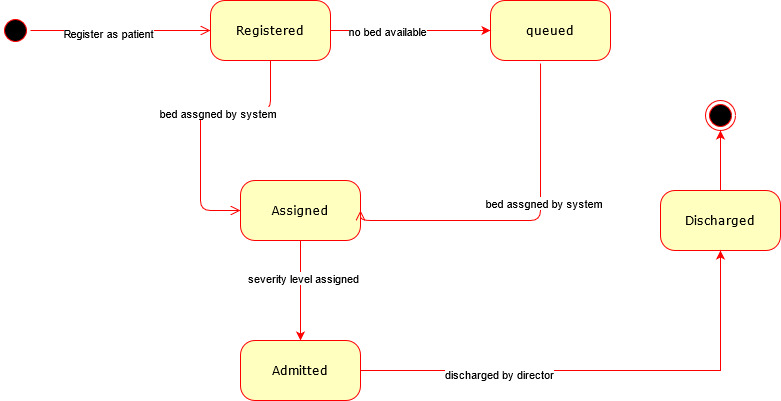 Registered
queued
Register as patient
no bed available
bed assgned by system
Assigned
bed assgned by system
Discharged
severity level assigned
Admitted
discharged by director